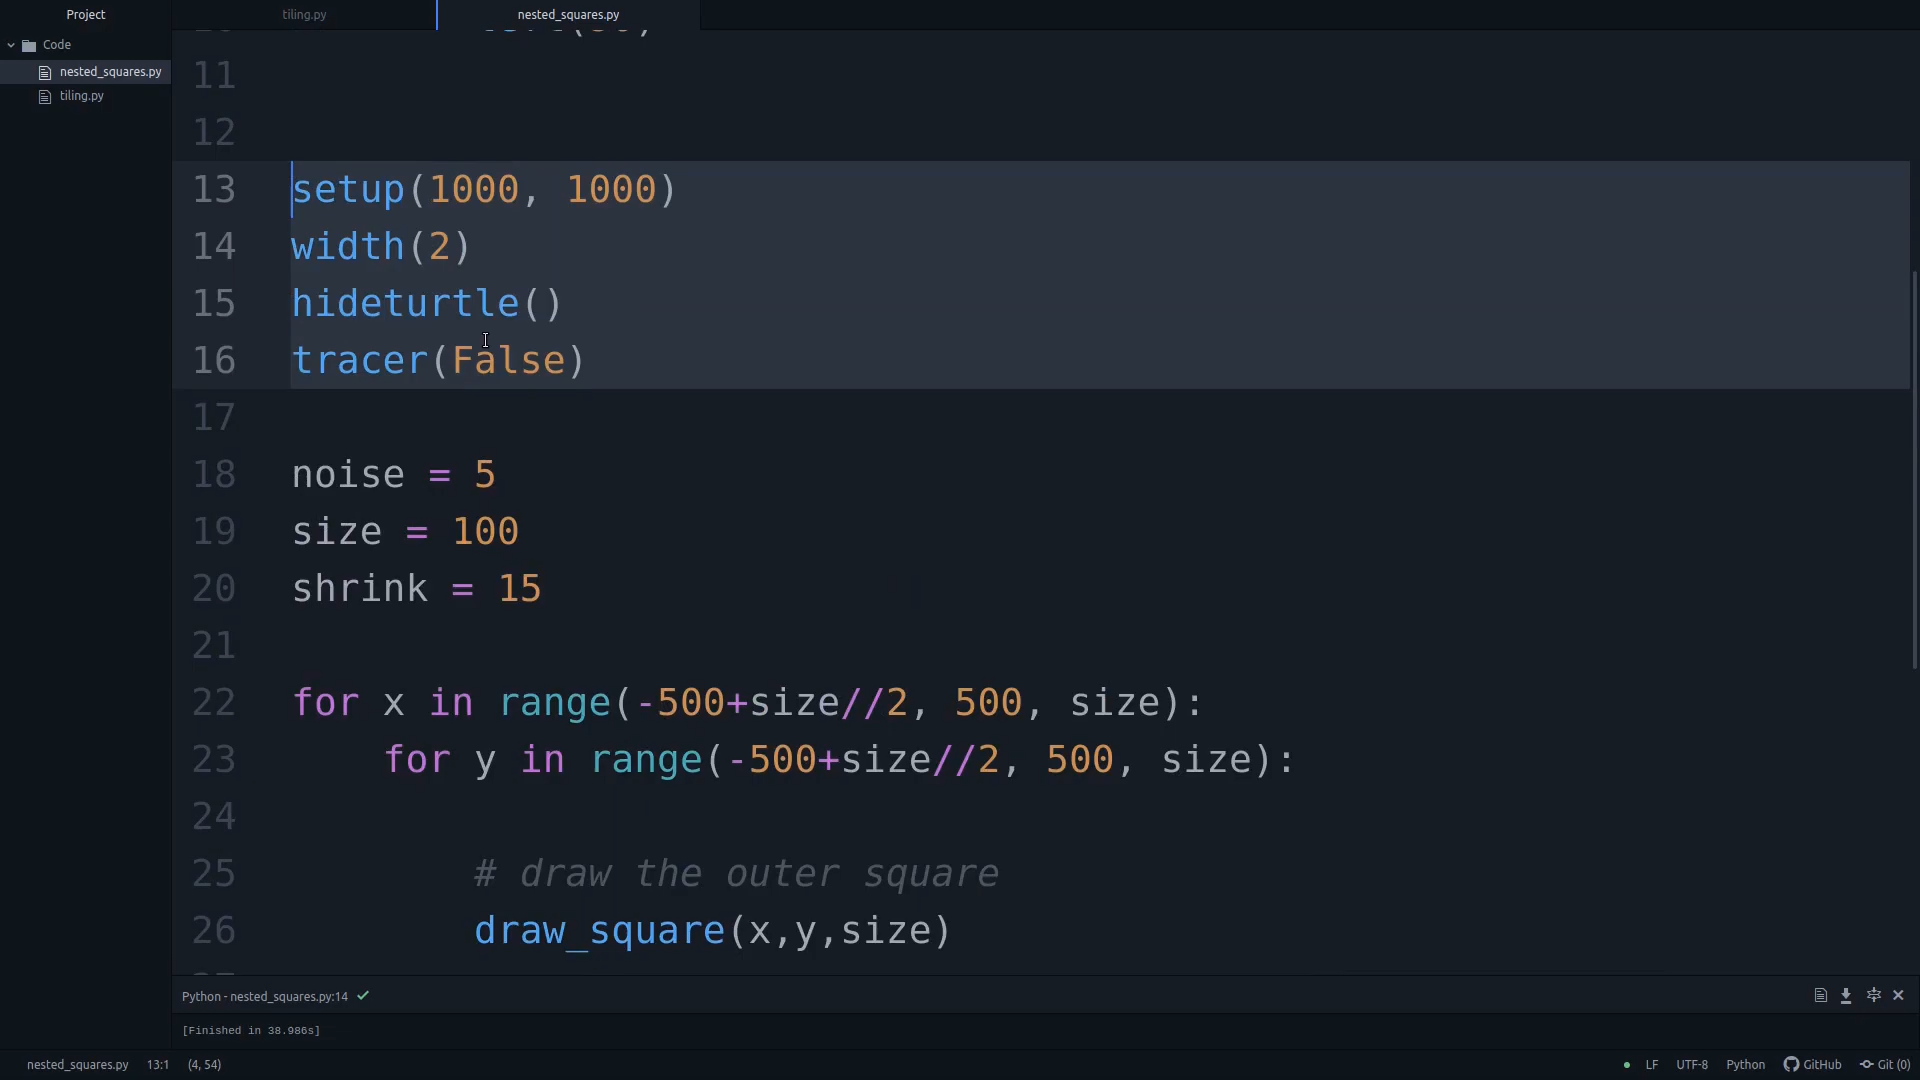 Project
tiling.py
nested_squares.py
Code
nested_squares.py
tiling.py
11
12
13 setup(1000, 1000)
14 width(2)
15 hideturtle()
16 tracer(False)
17
18 noise = 5
19 size = 100
20 shrink = 15
21
22 for x in range(-500+size//2, 500, size):
23     for y in range(-500+size//2, 500, size):
24
25         # draw the outer square
26         draw_square(x,y,size)
Python - nested_squares.py:14
[Finished in 38.986s]
nested_squares.py 13:1 (4, 54) LF UTF-8 Python GitHub Git (0)